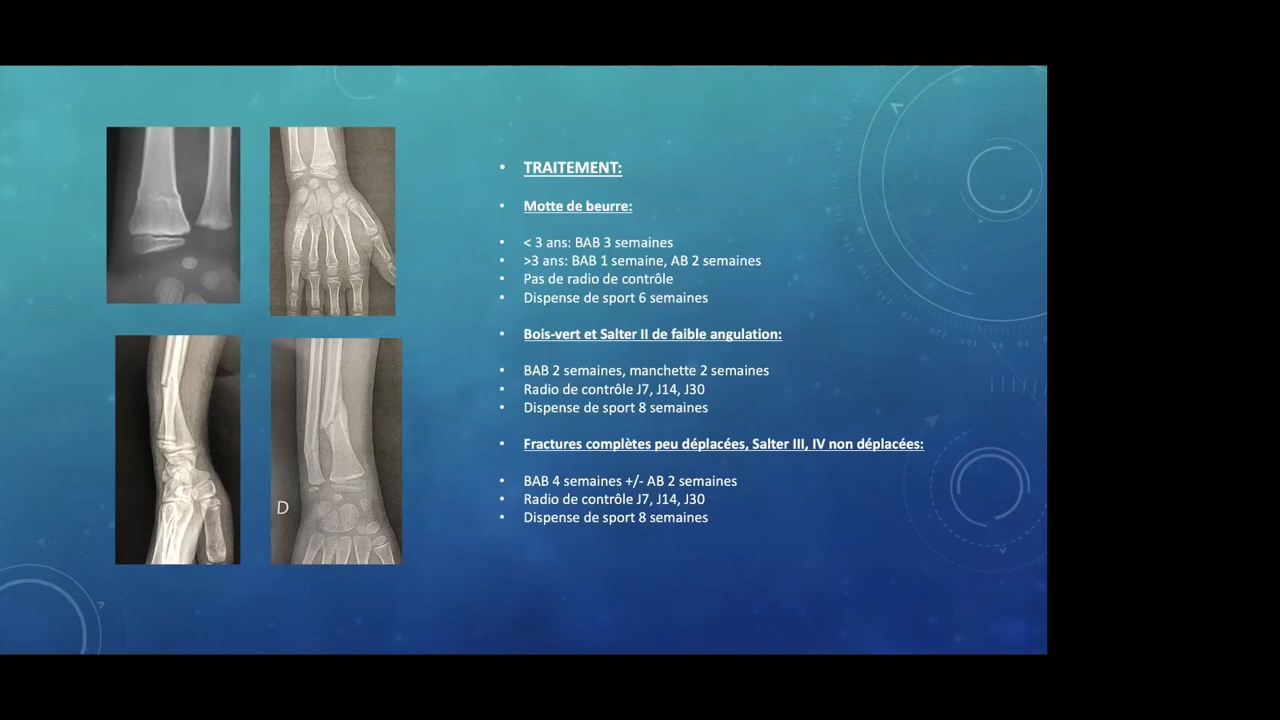 TRAITEMENT:
Motte de beurre:
< 3 ans: BAB 3 semaines
>3 ans: BAB 1 semaine, AB 2 semaines
Pas de radio de contrôle
Dispense de sport 6 semaines
Bois-vert et Salter II de faible angulation:
BAB 2 semaines, manchette 2 semaines
Radio de contrôle J7, J14, J30
Dispense de sport 8 semaines
Fractures complètes peu déplacées, Salter III, IV non déplacées:
BAB 4 semaines +/- AB 2 semaines
Radio de contrôle J7, J14, J30
Dispense de sport 8 semaines
D